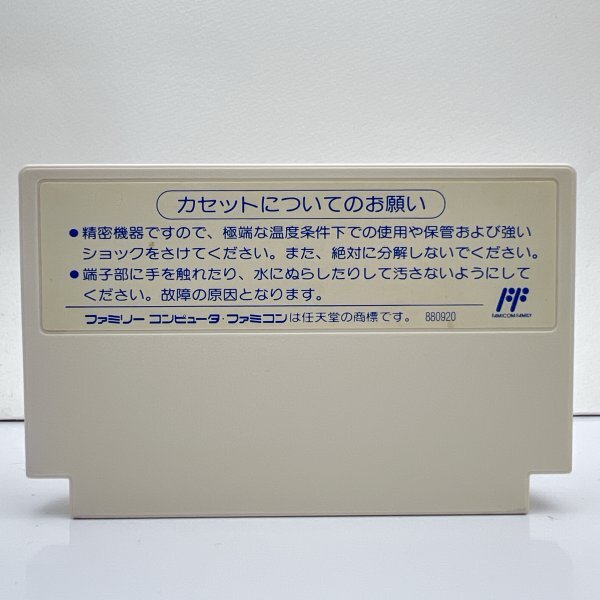 カセットについてのお願い
●精密機器ですので、極端な温度条件下での使用や保管および強い
ショックをさけてください。また、絶対に分解しないでください。
●端子部に手を触れたり、水にぬらしたりして汚さないようにして
ください。故障の原因となります。
ファミリー コンピュータ・ファミコンは任天堂の商標です。 880920
FAMICOM FAMILY